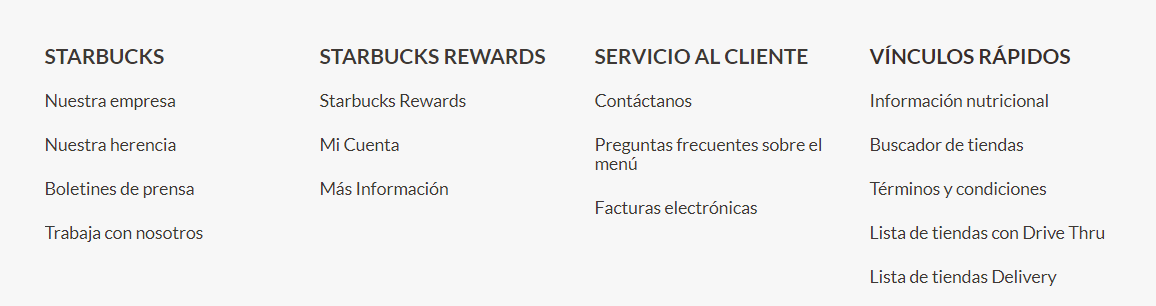 STARBUCKS
Nuestra empresa
Nuestra herencia
Boletines de prensa
Trabaja con nosotros
STARBUCKS REWARDS
Starbucks Rewards
Mi Cuenta
Más Información
SERVICIO AL CLIENTE
Contáctanos
Preguntas frecuentes sobre el
menú
Facturas electrónicas
VÍNCULOS RÁPIDOS
Información nutricional
Buscador de tiendas
Términos y condiciones
Lista de tiendas con Drive Thru
Lista de tiendas Delivery